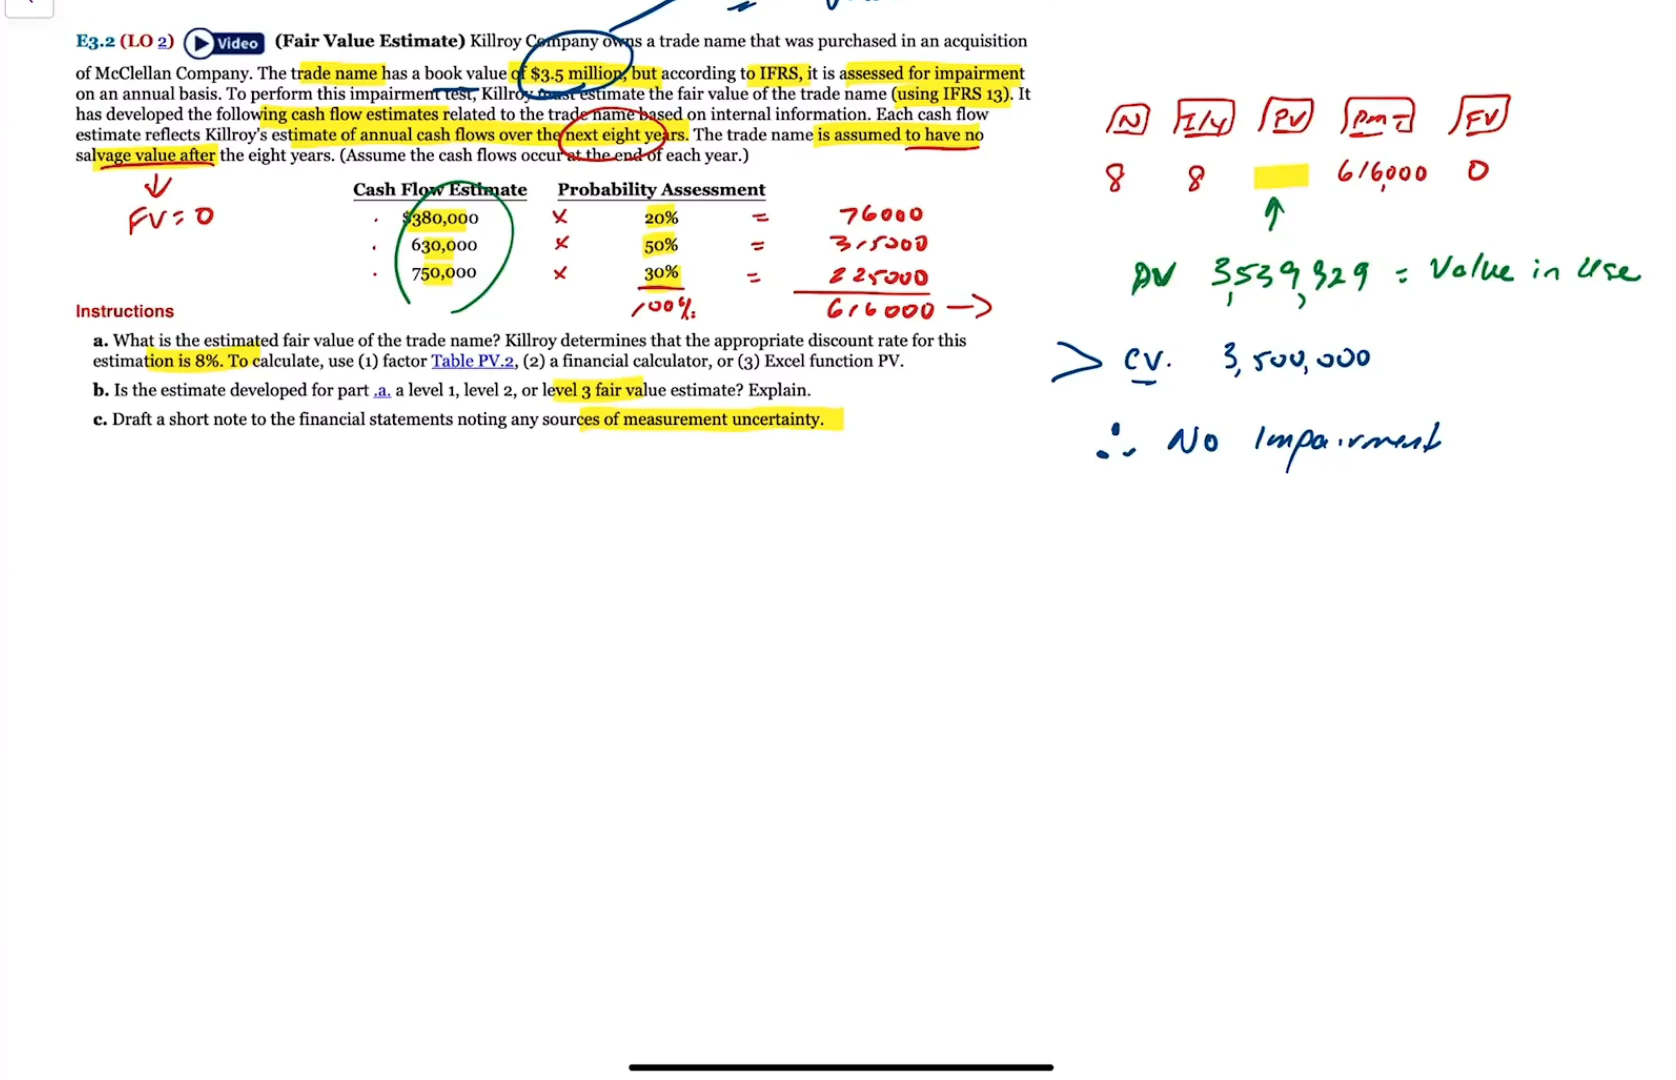 E3.2 (LO 2) Video (Fair Value Estimate) Killroy Company owns a trade name that was purchased in an acquisition
of McClellan Company. The trade name has a book value of $3.5 million, but according to IFRS, it is assessed for impairment
on an annual basis. To perform this impairment test, Killroy must estimate the fair value of the trade name (using IFRS 13). It
has developed the following cash flow estimates related to the trade name based on internal information. Each cash flow
estimate reflects Killroy's estimate of annual cash flows over the next eight years. The trade name is assumed to have no
salvage value after the eight years. (Assume the cash flows occur at the end of each year.)
FV = 0
Cash Flow Estimate Probability Assessment
$380,000 × 20% = 76000
630,000 × 50% = 315000
750,000 × 30% = 225000
100% 616000
Instructions
a. What is the estimated fair value of the trade name? Killroy determines that the appropriate discount rate for this
estimation is 8%. To calculate, use (1) factor Table PV.2, (2) a financial calculator, or (3) Excel function PV.
b. Is the estimate developed for part .a. a level 1, level 2, or level 3 fair value estimate? Explain.
c. Draft a short note to the financial statements noting any sources of measurement uncertainty.
N I/Y PV PMT FV
8 8 616,000 0
PV 3,539,929 = Value in Use
> CV. 3,500,000
∴ No Impairment